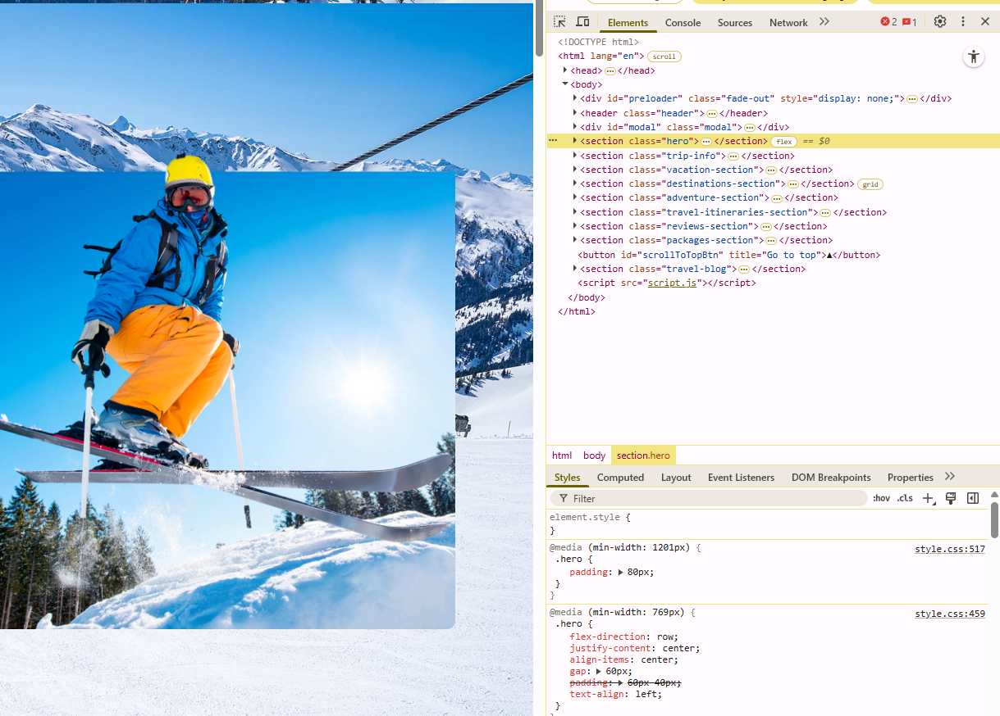 Elements Console Sources Network 2 1
<!DOCTYPE html>
<html lang="en"> scroll
<head> … </head>
<body>
<div id="preloader" class="fade-out" style="display: none;"> … </div>
<header class="header"> … </header>
<div id="modal" class="modal"> … </div>
… <section class="hero"> … </section> flex == $0
<section class="trip-info"> … </section>
<section class="vacation-section"> … </section>
<section class="destinations-section"> … </section> grid
<section class="adventure-section"> … </section>
<section class="travel-itineraries-section"> … </section>
<section class="reviews-section"> … </section>
<section class="packages-section"> … </section>
<button id="scrollToTopBtn" title="Go to top">▲</button>
<section class="travel-blog"> … </section>
<script src="script.js"></script>
</body>
</html>
html body section.hero
Styles Computed Layout Event Listeners DOM Breakpoints Properties
Filter :hov .cls
element.style {
}
@media (min-width: 1201px) { style.css:517
.hero {
padding: 80px;
}
}
@media (min-width: 769px) { style.css:459
.hero {
flex-direction: row;
justify-content: center;
align-items: center;
gap: 60px;
padding: 60px 40px;
text-align: left;
}
}